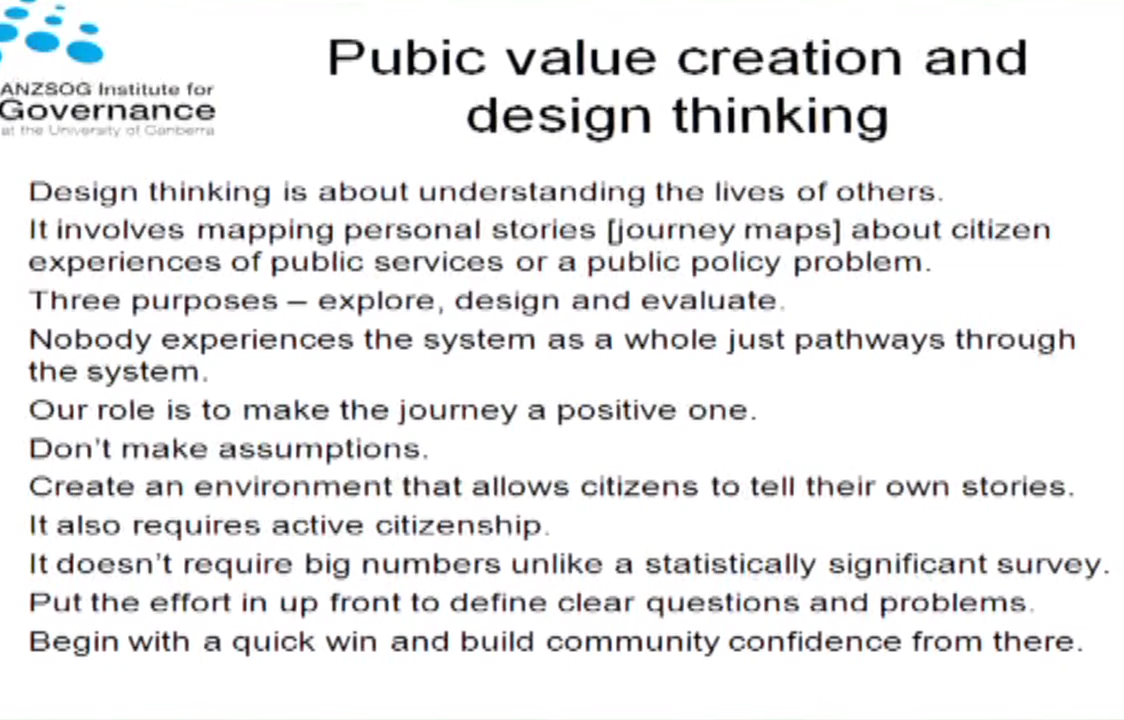 ANZSOG Institute for
Governance
at the University of Canberra
Pubic value creation and
design thinking
Design thinking is about understanding the lives of others.
It involves mapping personal stories [journey maps] about citizen
experiences of public services or a public policy problem.
Three purposes – explore, design and evaluate.
Nobody experiences the system as a whole just pathways through
the system.
Our role is to make the journey a positive one.
Don't make assumptions.
Create an environment that allows citizens to tell their own stories.
It also requires active citizenship.
It doesn't require big numbers unlike a statistically significant survey.
Put the effort in up front to define clear questions and problems.
Begin with a quick win and build community confidence from there.